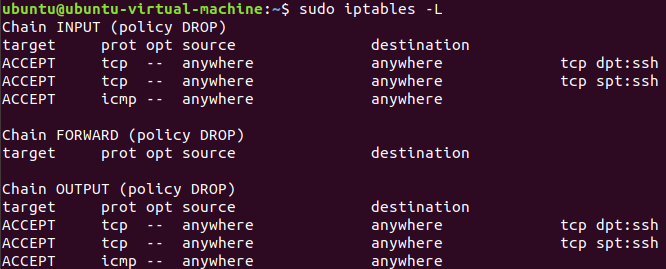 ubuntu@ubuntu-virtual-machine:~$ sudo iptables -L
Chain INPUT (policy DROP)
target     prot opt source               destination
ACCEPT     tcp  --  anywhere             anywhere             tcp dpt:ssh
ACCEPT     tcp  --  anywhere             anywhere             tcp spt:ssh
ACCEPT     icmp --  anywhere             anywhere

Chain FORWARD (policy DROP)
target     prot opt source               destination

Chain OUTPUT (policy DROP)
target     prot opt source               destination
ACCEPT     tcp  --  anywhere             anywhere             tcp dpt:ssh
ACCEPT     tcp  --  anywhere             anywhere             tcp spt:ssh
ACCEPT     icmp --  anywhere             anywhere